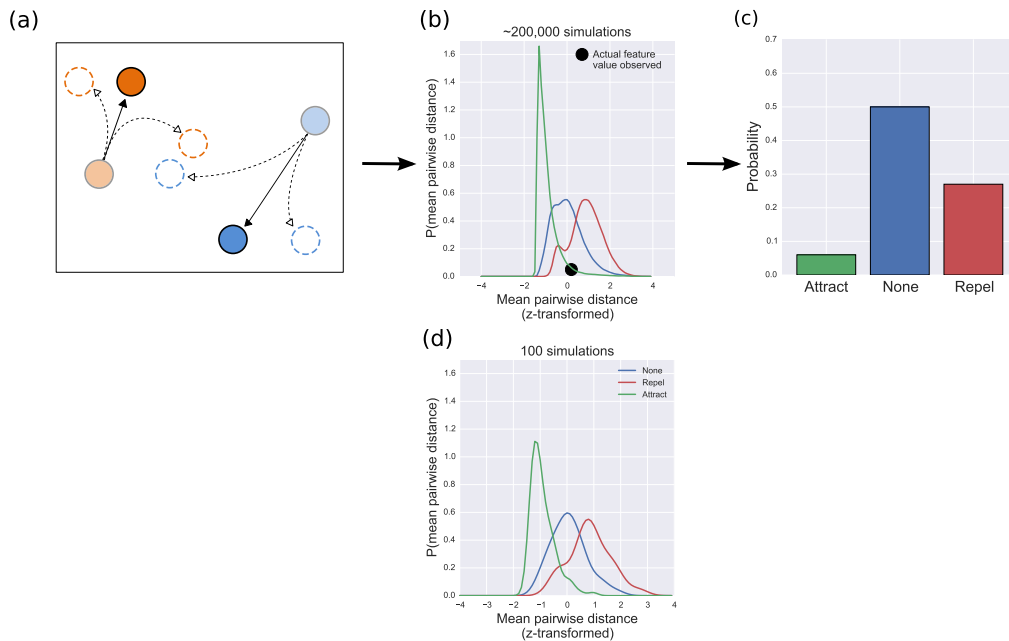 (a)
(b)
~200,000 simulations
P(mean pairwise distance)
1.6
1.4
1.2
1.0
0.8
0.6
0.4
0.2
0.0
Actual feature
value observed
−4
−2
0
2
4
Mean pairwise distance
(z-transformed)
(c)
Probability
0.7
0.6
0.5
0.4
0.3
0.2
0.1
0.0
Attract
None
Repel
(d)
100 simulations
P(mean pairwise distance)
1.6
1.4
1.2
1.0
0.8
0.6
0.4
0.2
0.0
None
Repel
Attract
−4
−3
−2
−1
0
1
2
3
4
Mean pairwise distance
(z-transformed)